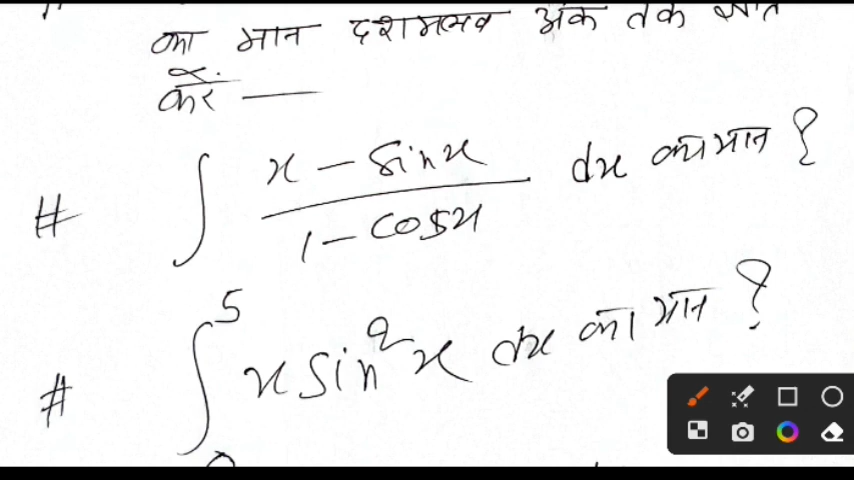 का मान दशमलव अंक तक ज्ञात
करें —
# ∫ (x - sinx)/(1 - cosx) dx का मान ?
# ∫ 5 x sin²x dx का मान ?